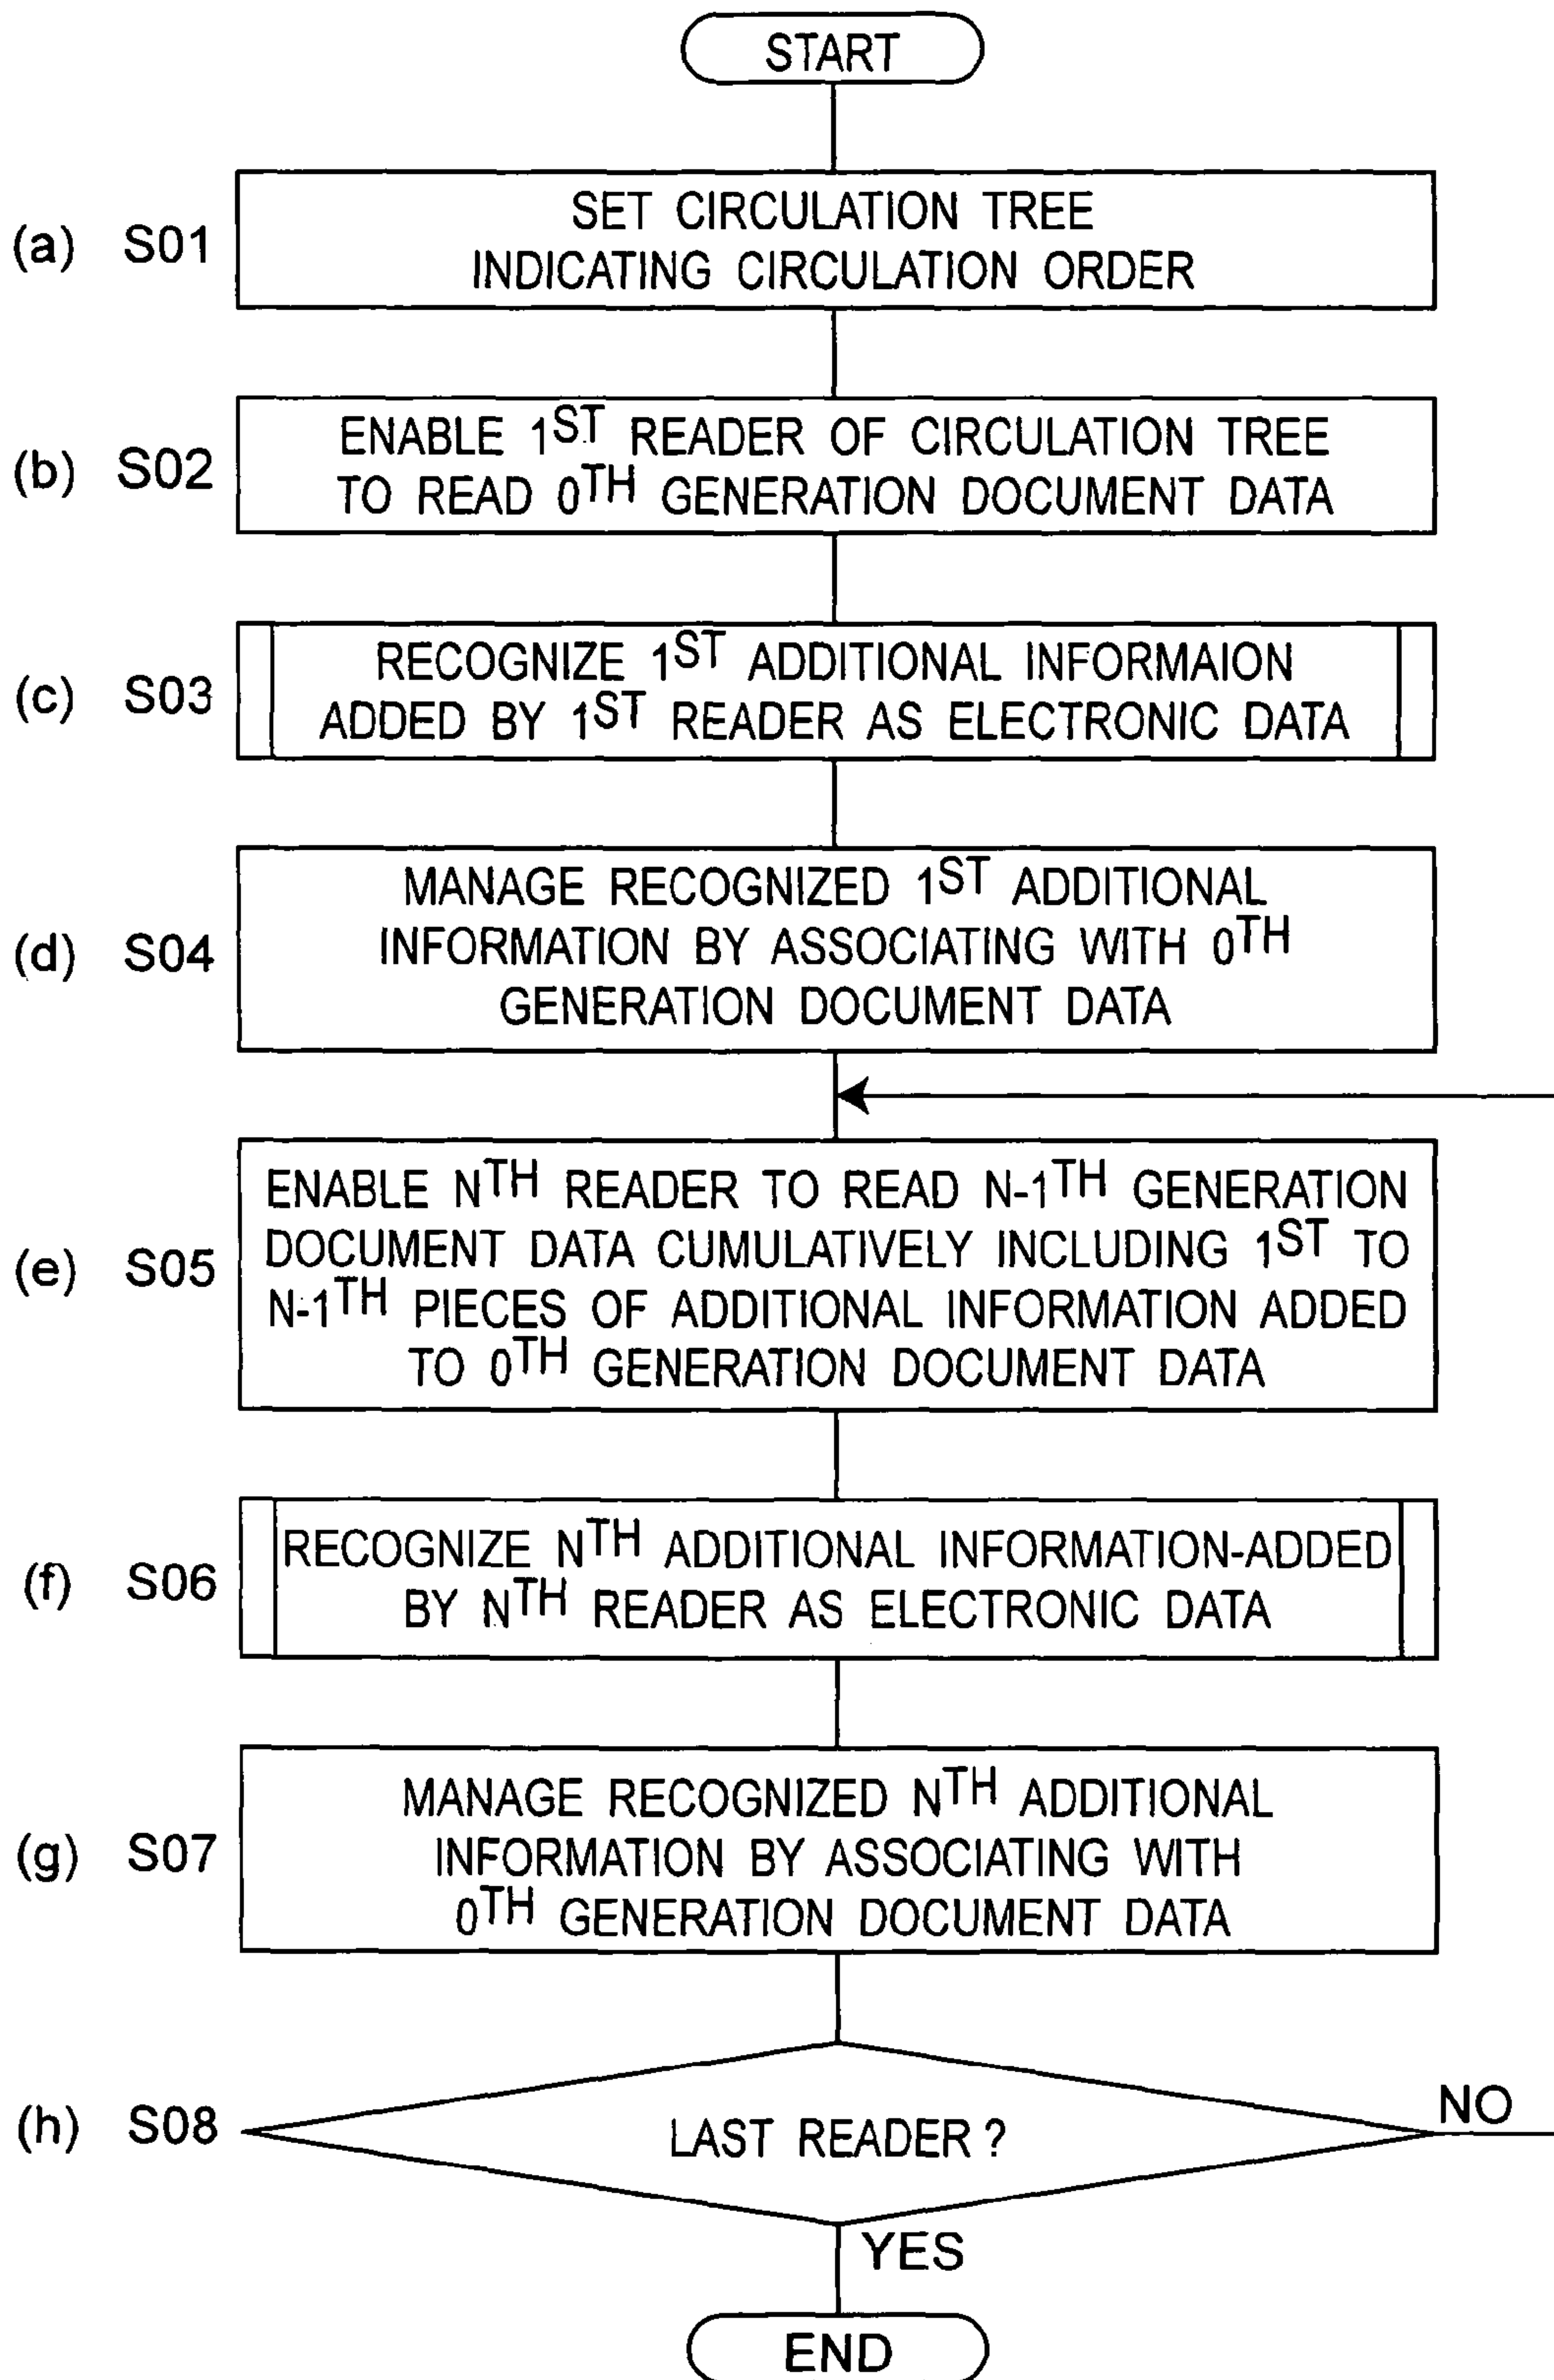 START
(a) S01
SET CIRCULATION TREE
INDICATING CIRCULATION ORDER
(b) S02
ENABLE 1ST READER OF CIRCULATION TREE
TO READ 0TH GENERATION DOCUMENT DATA
(c) S03
RECOGNIZE 1ST ADDITIONAL INFORMAION
ADDED BY 1ST READER AS ELECTRONIC DATA
(d) S04
MANAGE RECOGNIZED 1ST ADDITIONAL
INFORMATION BY ASSOCIATING WITH 0TH
GENERATION DOCUMENT DATA
(e) S05
ENABLE NTH READER TO READ N-1TH GENERATION
DOCUMENT DATA CUMULATIVELY INCLUDING 1ST TO
N-1TH PIECES OF ADDITIONAL INFORMATION ADDED
TO 0TH GENERATION DOCUMENT DATA
(f) S06
RECOGNIZE NTH ADDITIONAL INFORMATION-ADDED
BY NTH READER AS ELECTRONIC DATA
(g) S07
MANAGE RECOGNIZED NTH ADDITIONAL
INFORMATION BY ASSOCIATING WITH
0TH GENERATION DOCUMENT DATA
(h) S08
LAST READER ?
NO
YES
END